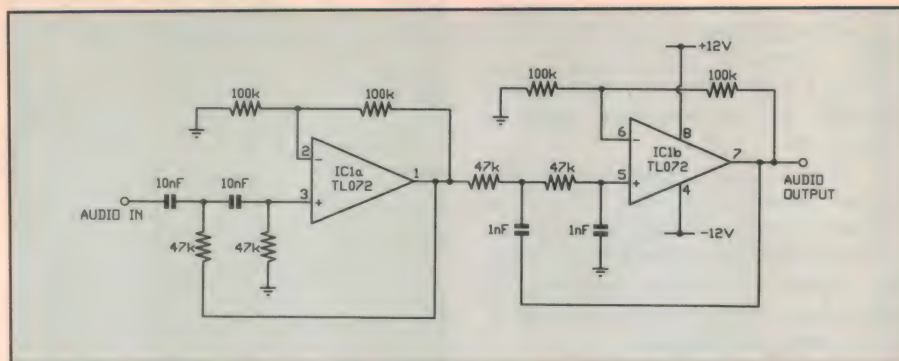 +12V
100k
100k
100k
100k
2
-
IC1a
TL072
1
3
+
6
-
8
IC1b
TL072
7
5
+
4
AUDIO
OUTPUT
10nF
10nF
AUDIO IN
47k
47k
47k
47k
1nF
1nF
-12V